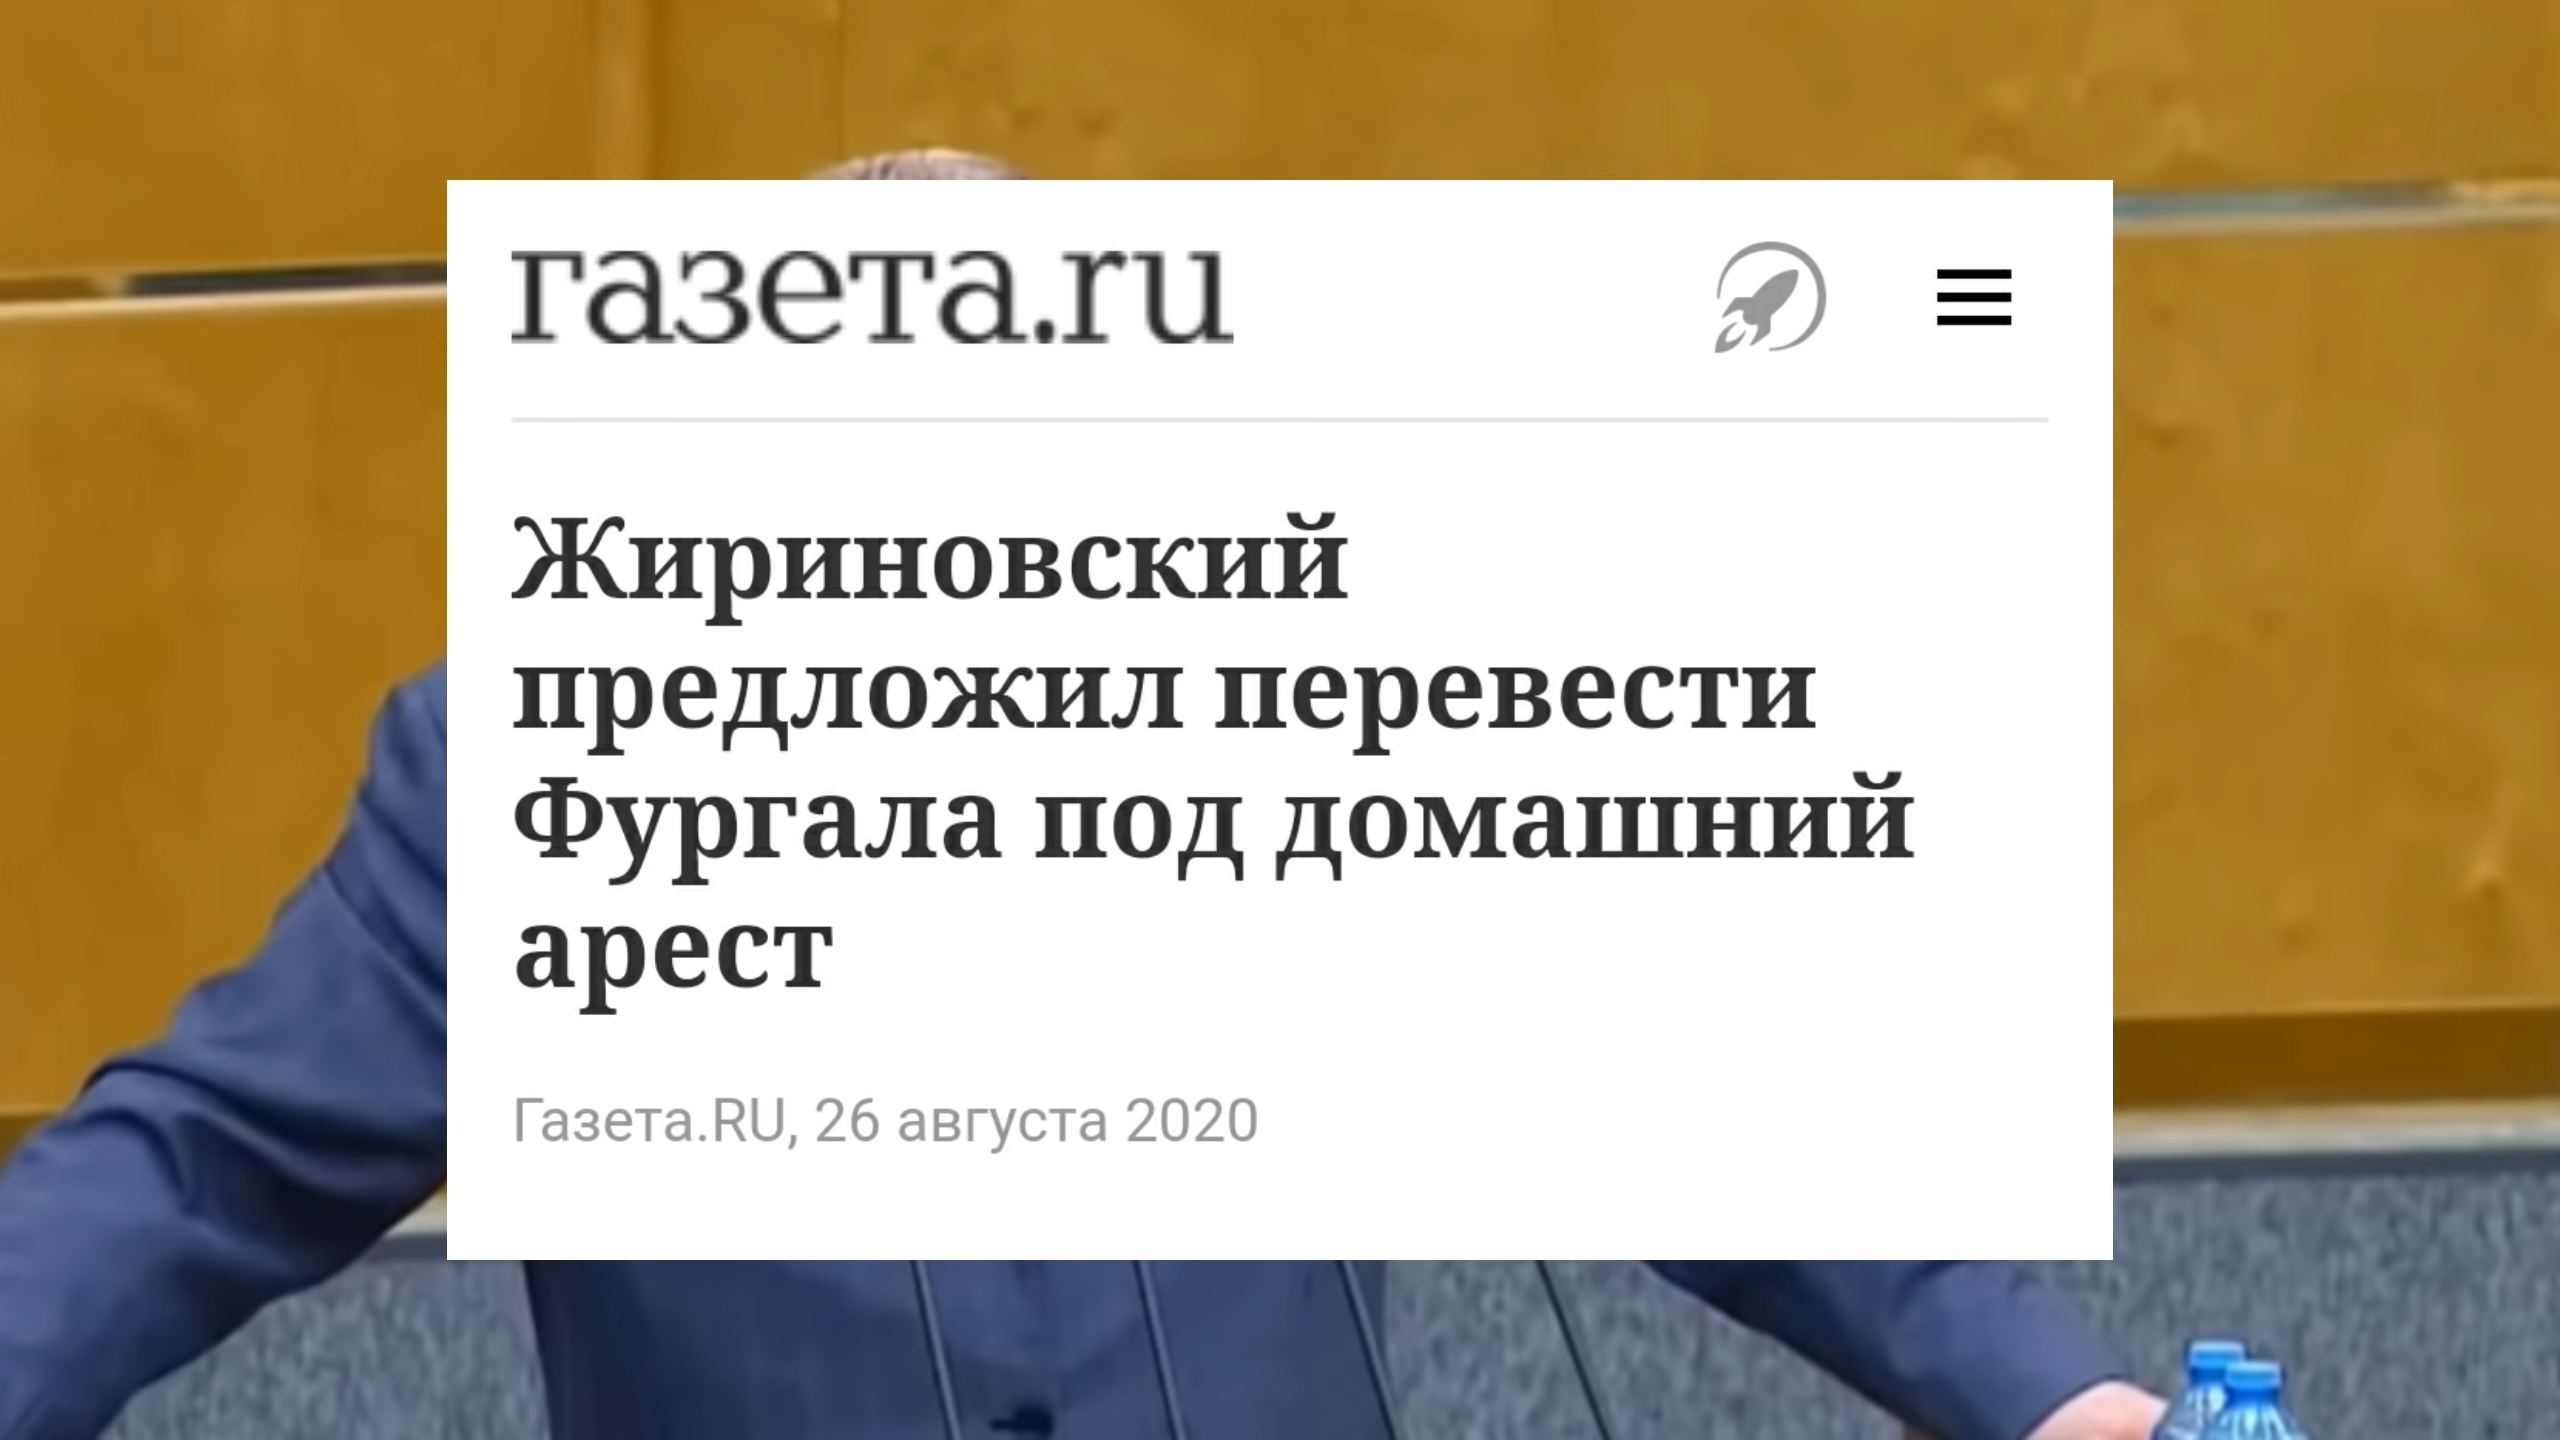 газета.ru
Жириновский
предложил перевести
Фургала под домашний
арест
Газета.RU, 26 августа 2020